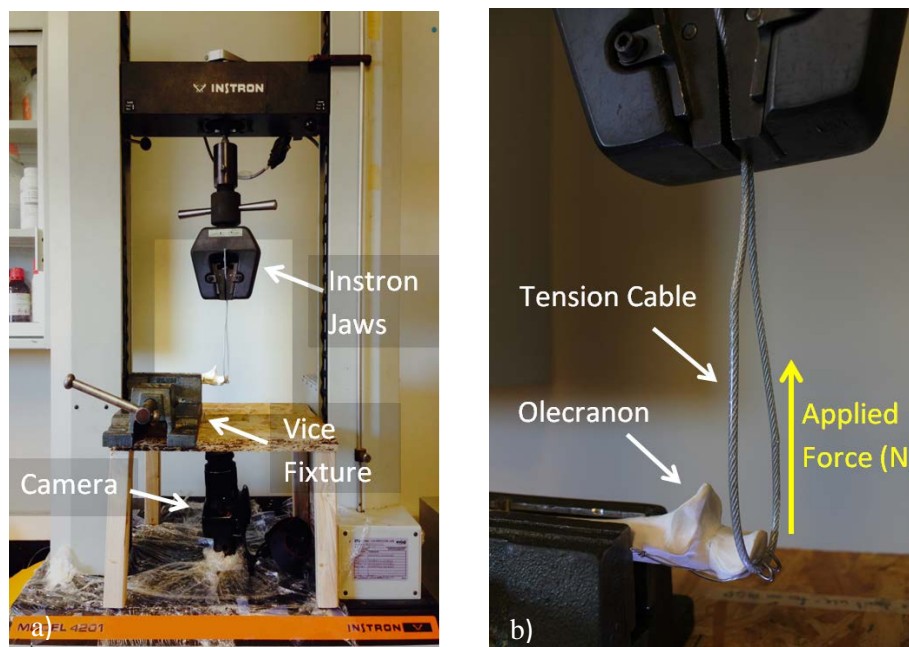 INSTRON
Instron
Jaws
Vice
Fixture
Camera
a)
MODEL 4201
INSTRON
Tension Cable
Olecranon
Applied
Force (N
b)